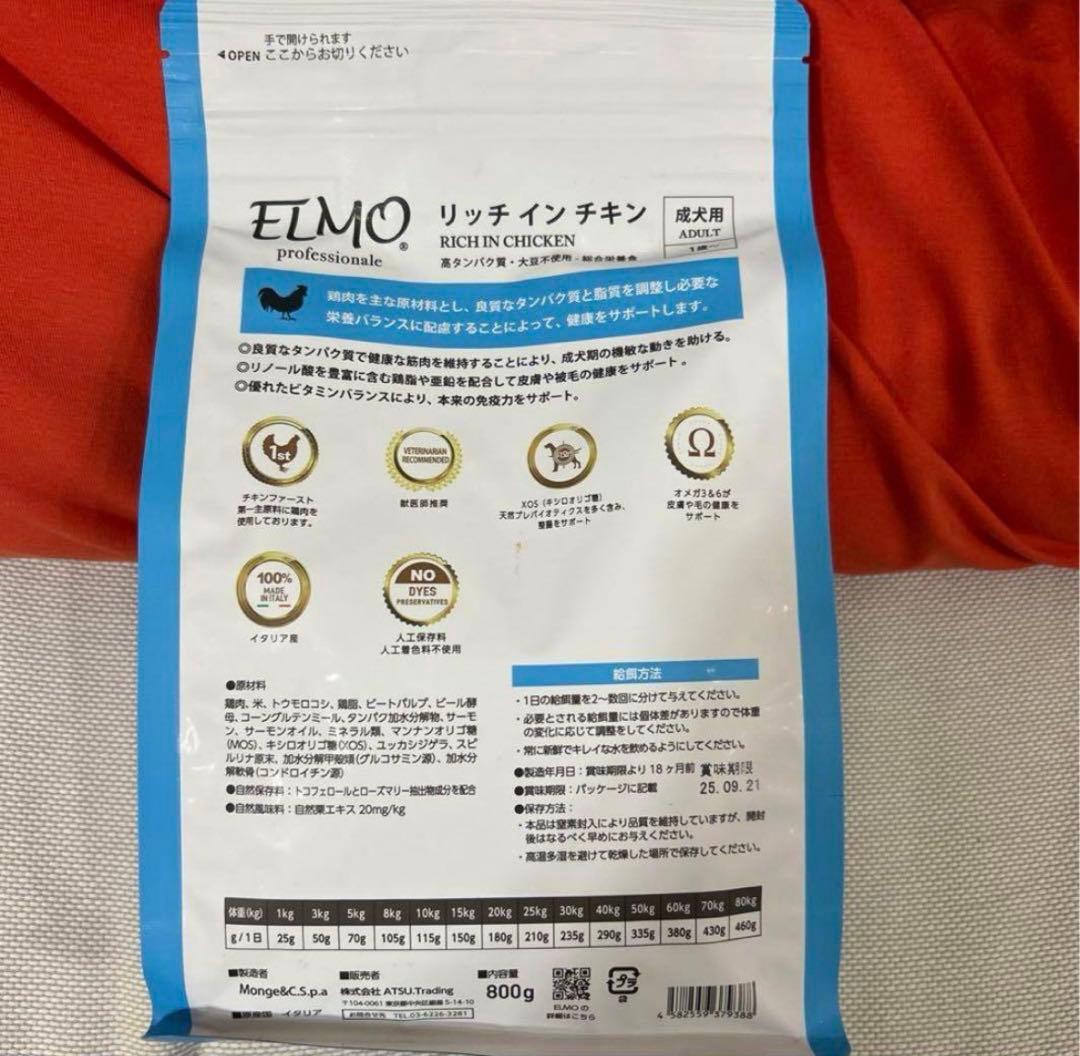 手で開けられます
◀OPEN ここからお切りください
ELMO®
professionale
リッチ イン チキン
RICH IN CHICKEN
高タンパク質・大豆不使用・総合栄養食
成犬用
ADULT
1歳〜
鶏肉を主な原材料とし、良質なタンパク質と脂質を調整し必要な
栄養バランスに配慮することによって、健康をサポートします。
◎良質なタンパク質で健康な筋肉を維持することにより、成犬期の機敏な動きを助ける。
◎リノール酸を豊富に含む鶏脂や亜鉛を配合して皮膚や被毛の健康をサポート。
◎優れたビタミンバランスにより、本来の免疫力をサポート。
1st
チキンファースト
第一主原料に鶏肉を
使用しております。
VETERINARIAN
RECOMMENDED
獣医師推奨
XOS（キシロオリゴ糖）
天然プレバイオティクスを多く含み、
整腸をサポート
Ω
オメガ3&6が
皮膚や毛の健康を
サポート
100%
MADE
IN ITALY
イタリア産
NO
DYES
PRESERVATIVES
人工保存料
人工着色料不使用
●原材料
鶏肉、米、トウモロコシ、鶏脂、ビートパルプ、ビール酵
母、コーングルテンミール、タンパク加水分解物、サーモ
ン、サーモンオイル、ミネラル類、マンナンオリゴ糖
(MOS)、キシロオリゴ糖(XOS)、ユッカシジゲラ、スピ
ルリナ原末、加水分解甲殻類(グルコサミン源)、加水分
解軟骨(コンドロイチン源)
●自然保存料：トコフェロールとローズマリー抽出物成分を配合
●自然風味料：自然栗エキス 20mg/kg
給餌方法
・1日の給餌量を2〜数回に分けて与えてください。
・必要とされる給餌量には個体差がありますので体重
の変化に応じて調整をしてください。
・常に新鮮でキレイな水を飲めるようにしてください。
●製造年月日：賞味期限より18ヶ月前
●賞味期限：パッケージに記載
賞味期限
25.09.21
●保存方法：
・本品は窒素封入により品質を維持していますが、開封
後はなるべく早めにお与えください。
・高温多湿を避けて乾燥した場所で保存してください。
体重(kg) 1kg 3kg 5kg 8kg 10kg 15kg 20kg 25kg 30kg 40kg 50kg 60kg 70kg 80kg
g/1日 25g 50g 70g 105g 115g 150g 180g 210g 235g 290g 335g 380g 430g 460g
■製造者
Monge&C.S.p.a
■原産国 イタリア
■販売者
株式会社 ATSU.Trading
〒104-0061 東京都中央区銀座 5-14-10
お問合せ先 TEL.03-6226-3281
■内容量
800g
ELMOの
詳細はこちら
プラ
a
4 582559 379388